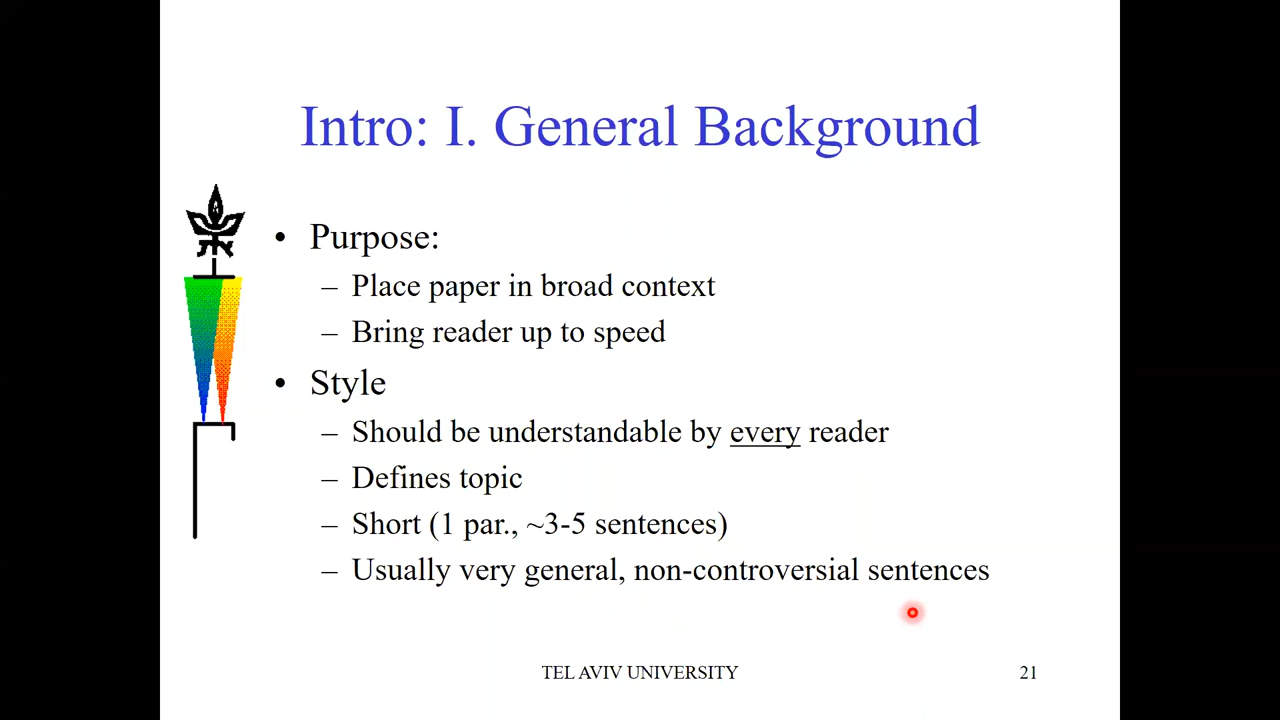 Intro: I. General Background
• Purpose:
– Place paper in broad context
– Bring reader up to speed
• Style
– Should be understandable by every reader
– Defines topic
– Short (1 par., ~3-5 sentences)
– Usually very general, non-controversial sentences
TEL AVIV UNIVERSITY
21